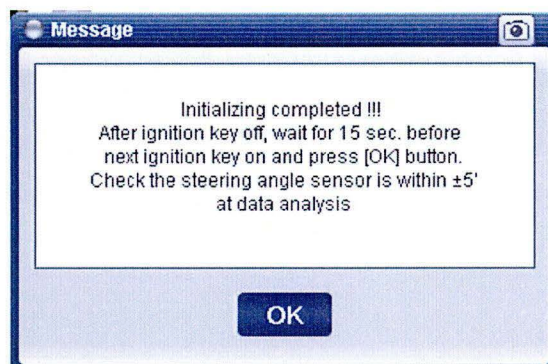 Message
Initializing completed !!!
After ignition key off, wait for 15 sec. before
next ignition key on and press [OK] button.
Check the steering angle sensor is within ±5'
at data analysis
OK